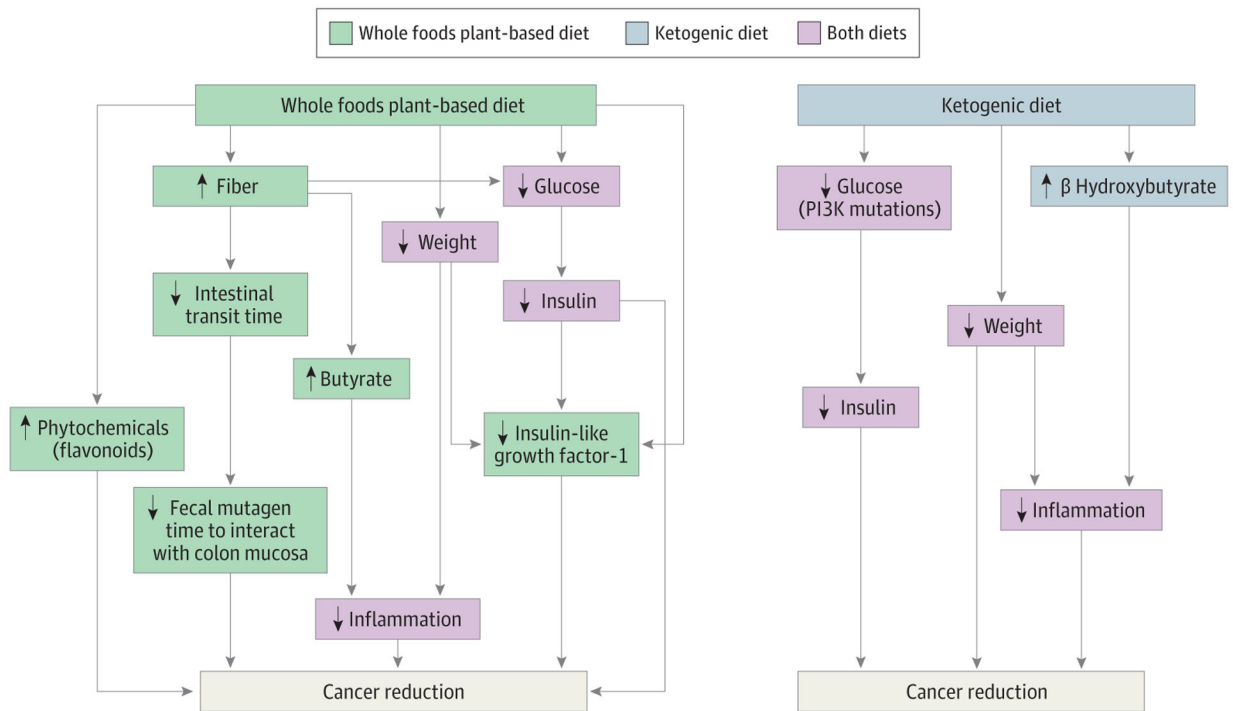 Whole foods plant-based diet
Ketogenic diet
Both diets
Whole foods plant-based diet
↑ Fiber
↓ Glucose
↓ Weight
↓ Intestinal
transit time
↓ Insulin
↑ Butyrate
↑ Phytochemicals
(flavonoids)
↓ Insulin-like
growth factor-1
↓ Fecal mutagen
time to interact
with colon mucosa
↓ Inflammation
Cancer reduction
Ketogenic diet
↓ Glucose
(PI3K mutations)
↑ β Hydroxybutyrate
↓ Weight
↓ Insulin
↓ Inflammation
Cancer reduction